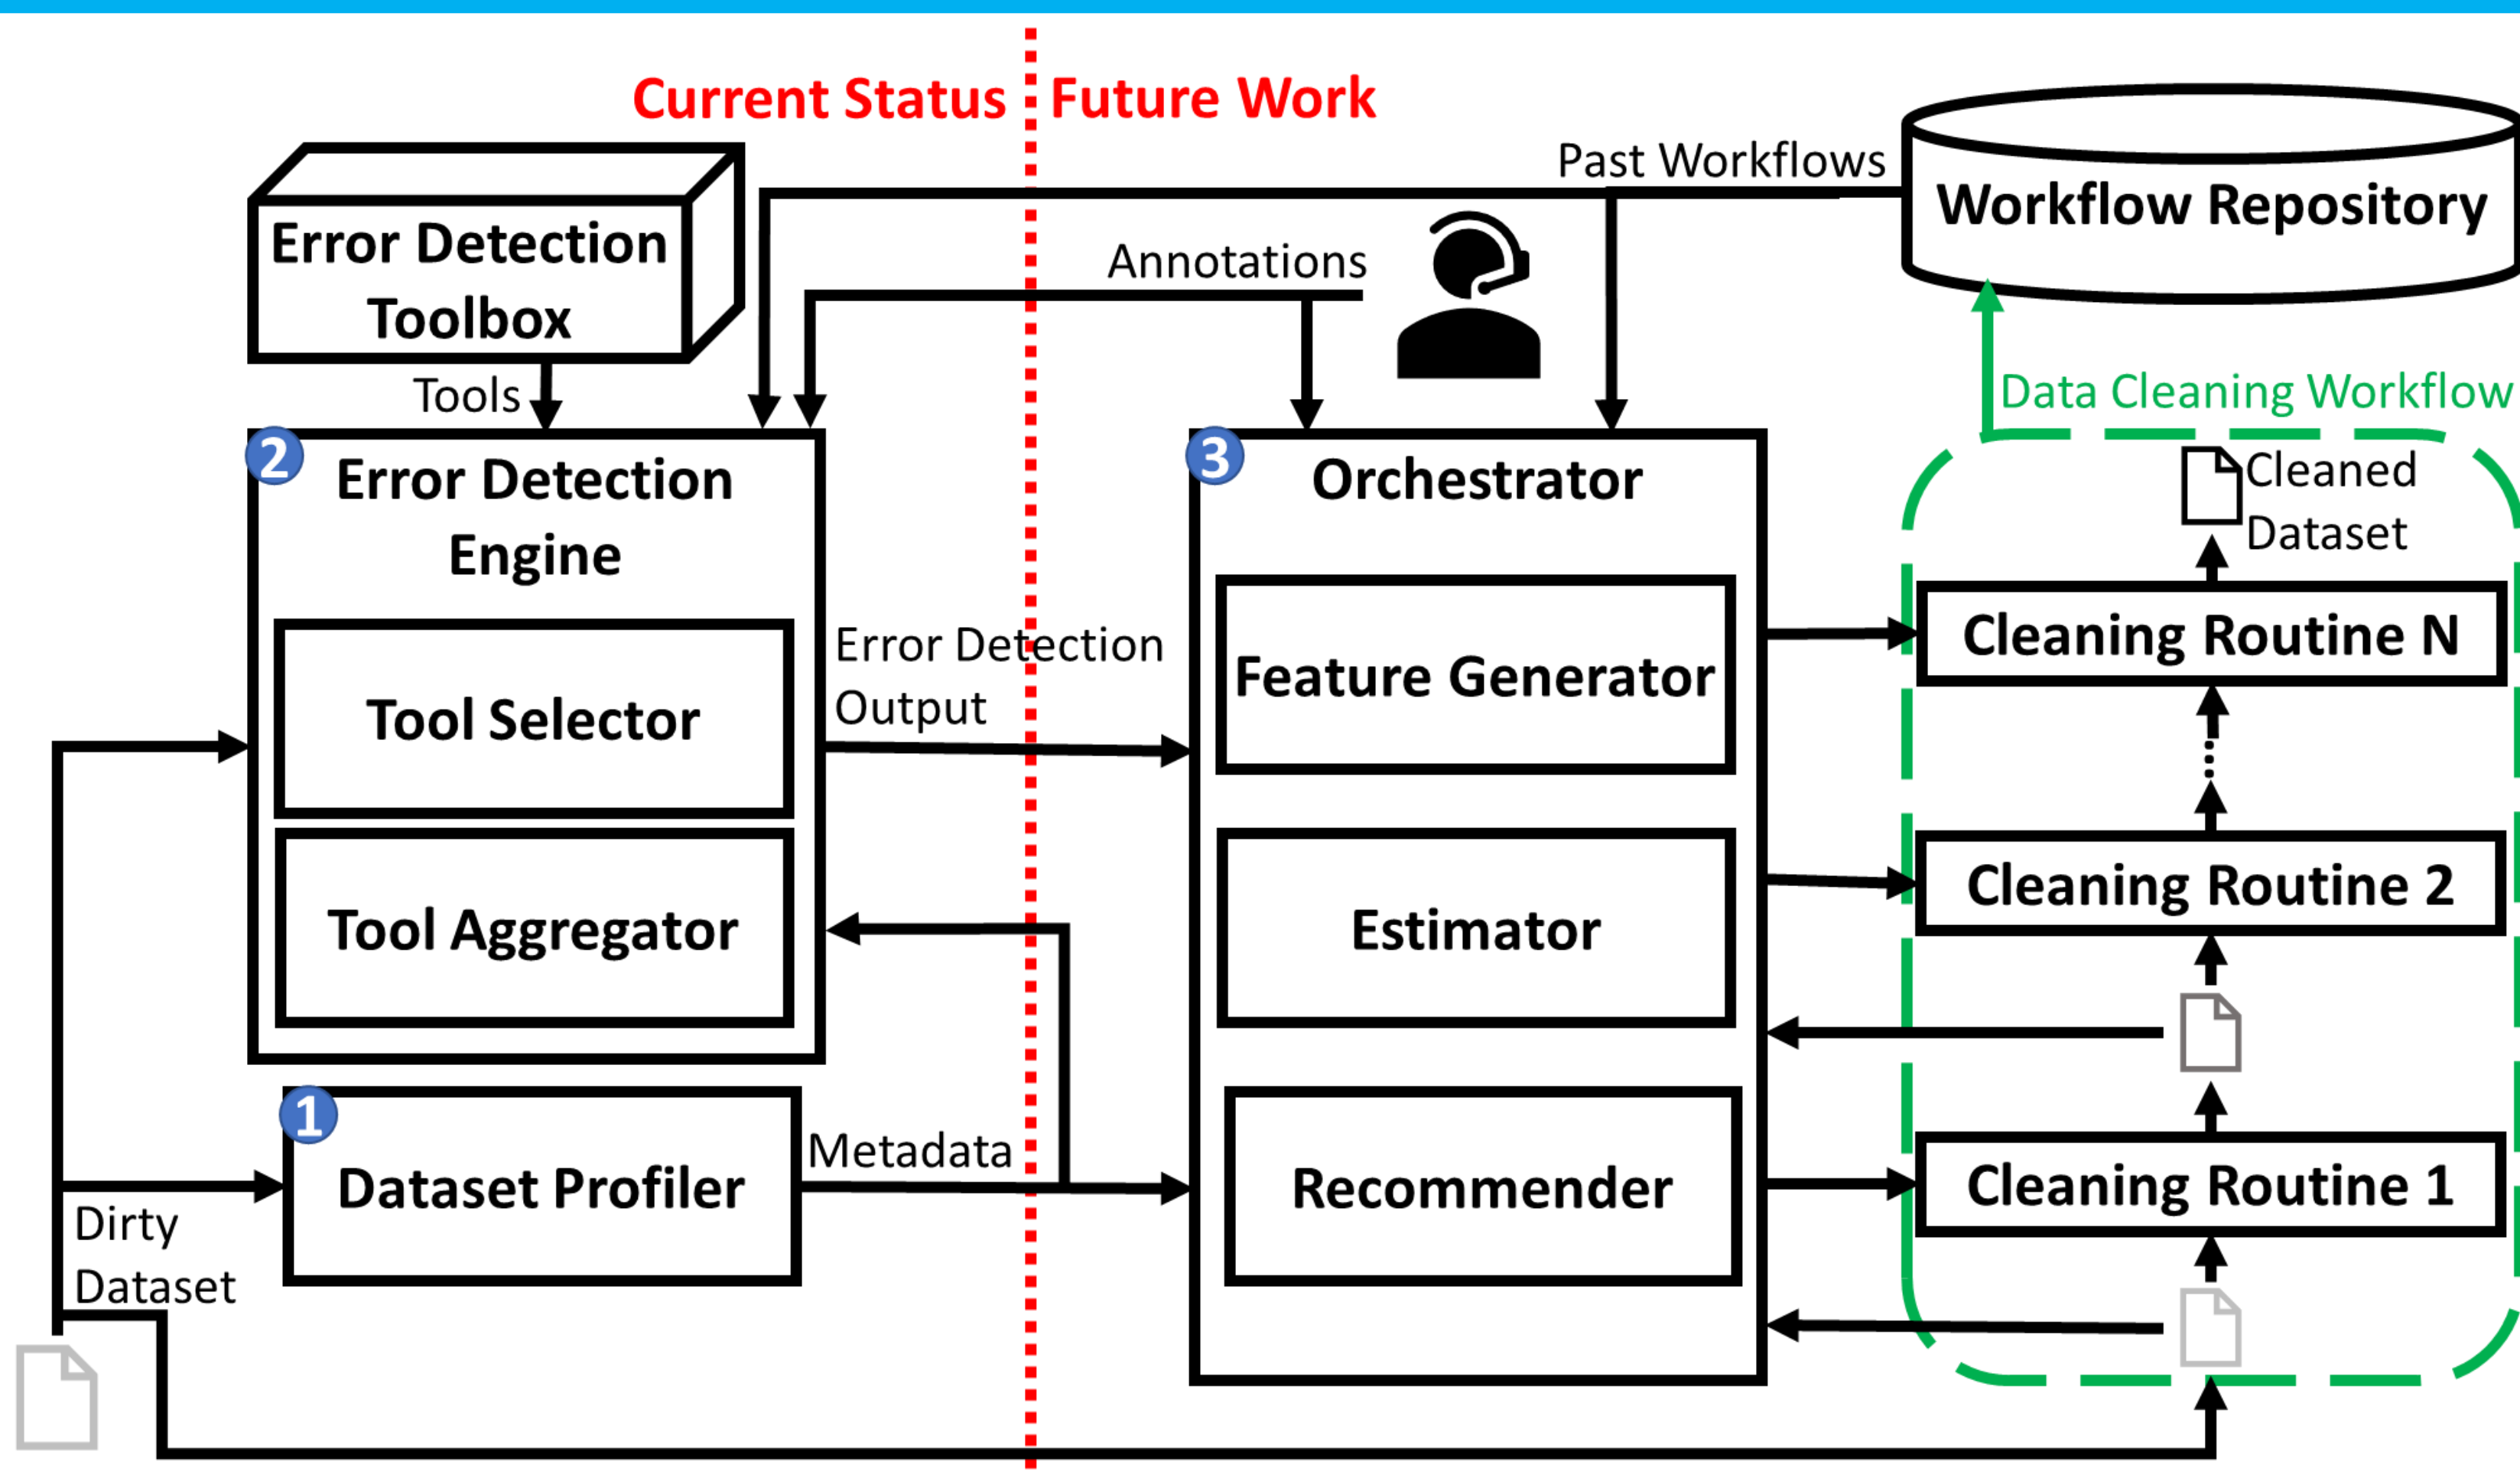 Current Status
Future Work
Past Workflows
Workflow Repository
Error Detection
Toolbox
Annotations
Tools
Data Cleaning Workflow
2
Error Detection
Engine
3
Orchestrator
Cleaned
Dataset
Tool Selector
Error Detection
Output
Feature Generator
Cleaning Routine N
Tool Aggregator
Estimator
Cleaning Routine 2
1
Dataset Profiler
Metadata
Recommender
Cleaning Routine 1
Dirty
Dataset